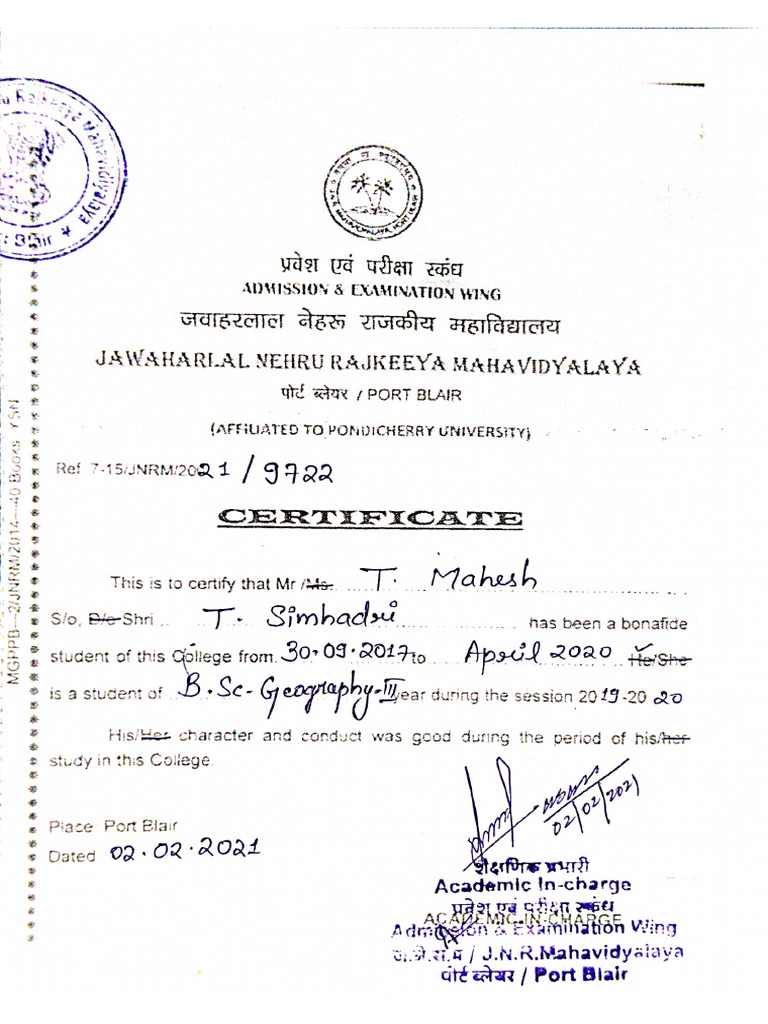 प्रवेश एवं परीक्षा स्कंध
ADMISSION & EXAMINATION WING
जवाहरलाल नेहरू राजकीय महाविद्यालय
JAWAHARLAL NEHRU RAJKEEYA MAHAVIDYALAYA
पोर्ट ब्लेयर / PORT BLAIR
(AFFILIATED TO PONDICHERRY UNIVERSITY)
Ref 7-15/JNRM/2021/9722
CERTIFICATE
This is to certify that Mr /Ms. T. Mahesh
S/o, D/o Shri T. Simhadri has been a bonafide
student of this College from 30.09.2017 to April 2020 He/She
is a student of B.Sc-Geography-III year during the session 2019-2020
His/Her character and conduct was good during the period of his/her
study in this College.
Place: Port Blair
Dated 02.02.2021
02/02/2021
शैक्षणिक प्रभारी
Academic In-charge
प्रवेश एवं परीक्षा स्कंध
ACADEMIC IN-CHARGE
Admission & Examination Wing
/ J.N.R.Mahavidyalaya
पोर्ट ब्लेयर / Port Blair
MGPPB—2/JNRM/2014—40 Books YSN
Rajkeeya Mahavidyalaya
Blair